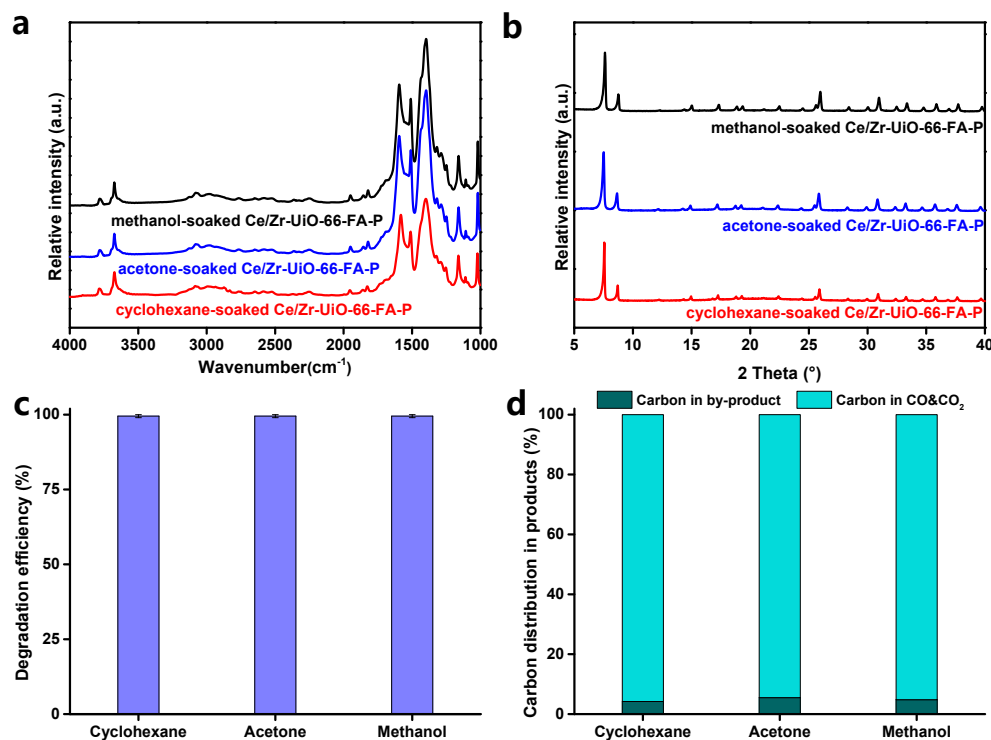 a
Relative intensity (a.u.)
methanol-soaked Ce/Zr-UiO-66-FA-P
acetone-soaked Ce/Zr-UiO-66-FA-P
cyclohexane-soaked Ce/Zr-UiO-66-FA-P
4000 3500 3000 2500 2000 1500 1000
Wavenumber(cm⁻¹)
b
Relative intensity (a.u.)
methanol-soaked Ce/Zr-UiO-66-FA-P
acetone-soaked Ce/Zr-UiO-66-FA-P
cyclohexane-soaked Ce/Zr-UiO-66-FA-P
5 10 15 20 25 30 35 40
2 Theta (°)
c
Degradation efficiency (%)
100
75
50
25
0
Cyclohexane Acetone Methanol
d
Carbon in by-product Carbon in CO&CO₂
Carbon distribution in products (%)
100
80
60
40
20
0
Cyclohexane Acetone Methanol